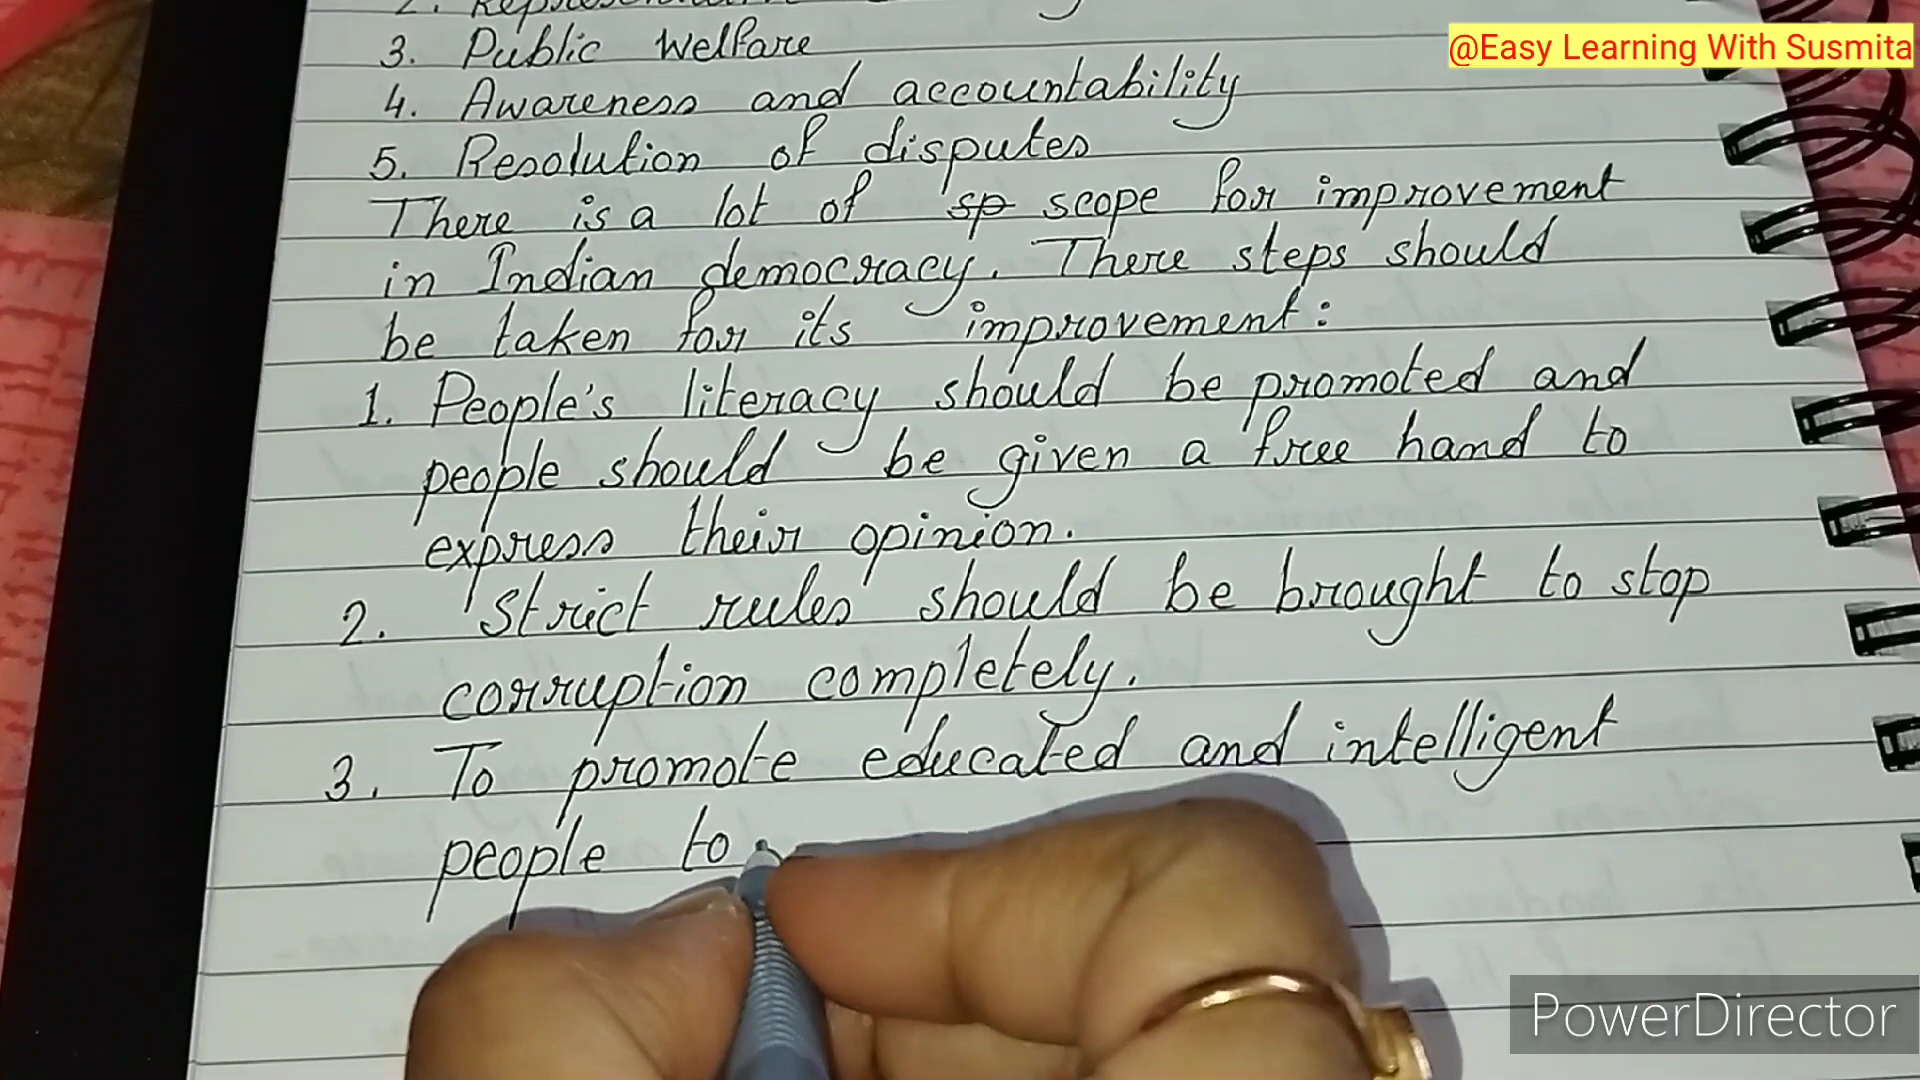 2. Representation
3. Public Welfare
@Easy Learning With Susmita
4. Awareness and accountability
5. Resolution of disputes
There is a lot of sp scope for improvement
in Indian democracy. There steps should
be taken for its improvement:
1. People's literacy should be promoted and
people should be given a free hand to
express their opinion.
2. Strict rules should be brought to stop
corruption completely.
3. To promote educated and intelligent
people to
PowerDirector